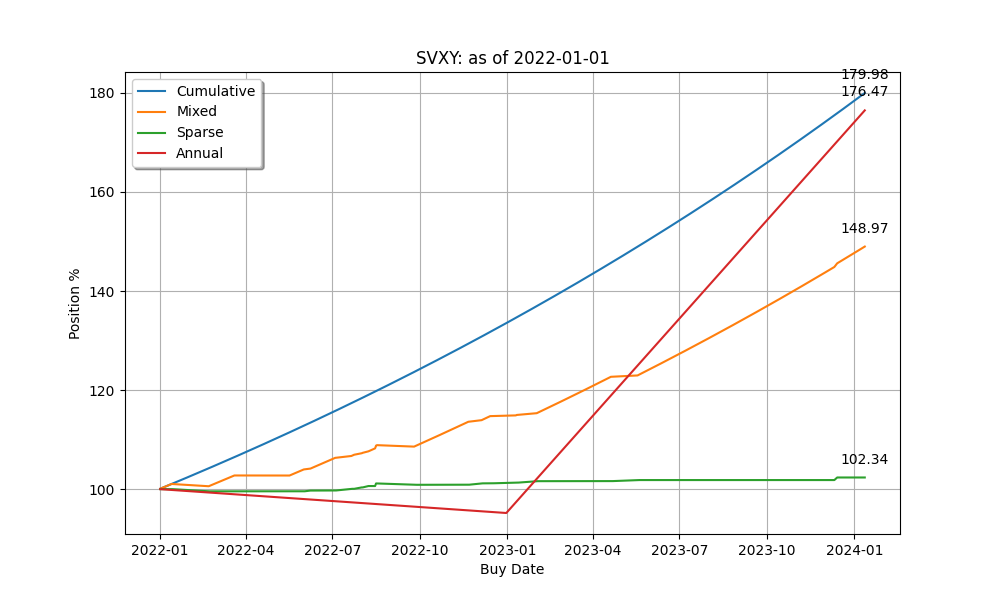 SVXY: as of 2022-01-01
179.98
176.47
148.97
102.34
Cumulative
Mixed
Sparse
Annual
180
160
140
120
100
Position %
2022-01 2022-04 2022-07 2022-10 2023-01 2023-04 2023-07 2023-10 2024-01
Buy Date